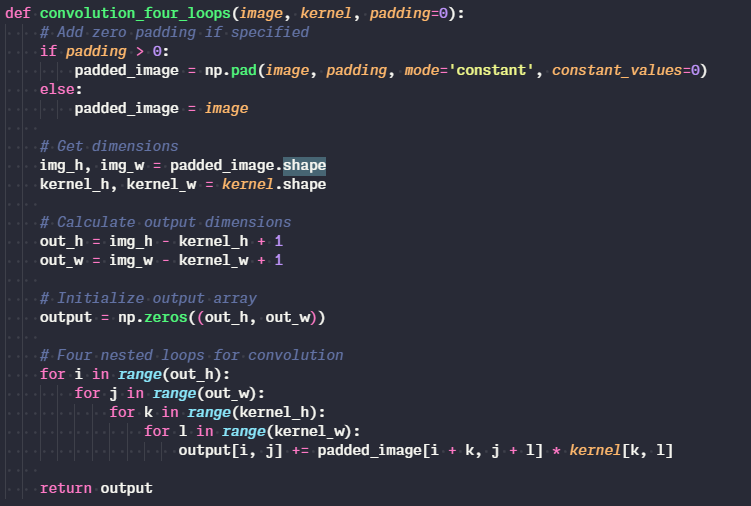 def convolution_four_loops(image, kernel, padding=0):
    # Add zero padding if specified
    if padding > 0:
        padded_image = np.pad(image, padding, mode='constant', constant_values=0)
    else:
        padded_image = image

    # Get dimensions
    img_h, img_w = padded_image.shape
    kernel_h, kernel_w = kernel.shape

    # Calculate output dimensions
    out_h = img_h - kernel_h + 1
    out_w = img_w - kernel_w + 1

    # Initialize output array
    output = np.zeros((out_h, out_w))

    # Four nested loops for convolution
    for i in range(out_h):
        for j in range(out_w):
            for k in range(kernel_h):
                for l in range(kernel_w):
                    output[i, j] += padded_image[i + k, j + l] * kernel[k, l]

    return output